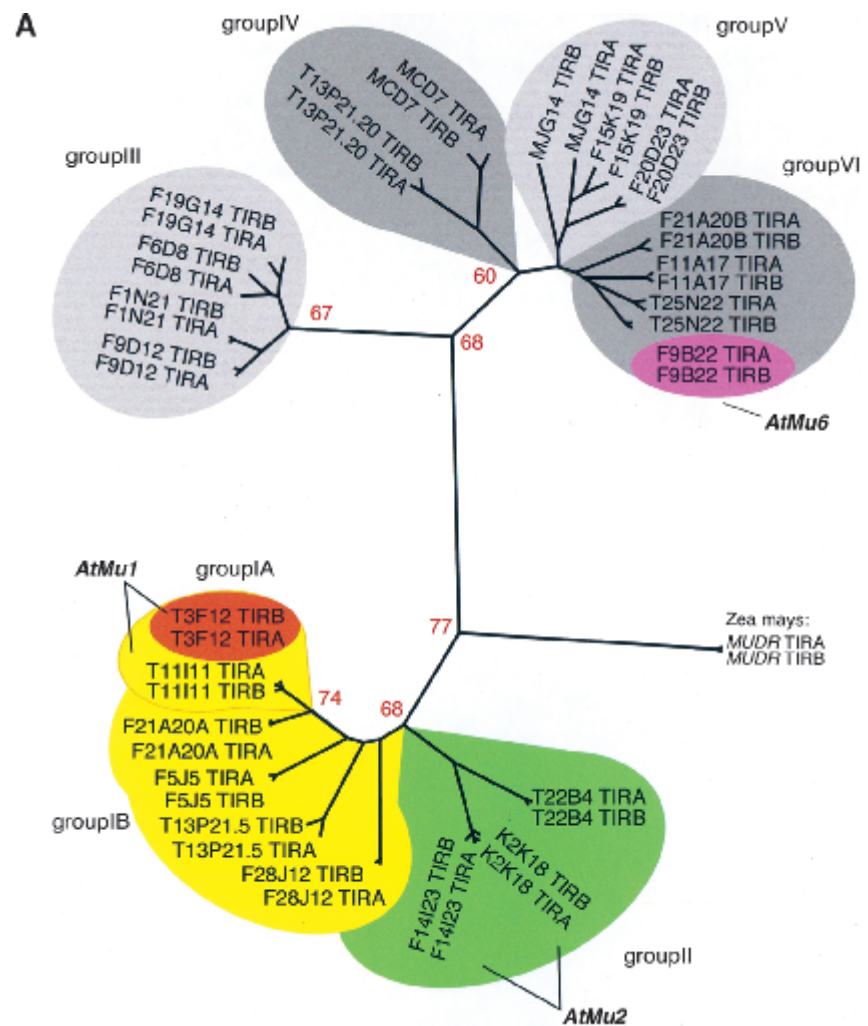 A
groupIV
groupV
MCD7 TIRA
MCD7 TIRB
T13P21.20 TIRB
T13P21.20 TIRA
MJG14 TIRB
MJG14 TIRA
F15K19 TIRA
F15K19 TIRB
F20D23 TIRA
F20D23 TIRB
groupIII
groupVI
F19G14 TIRB
F19G14 TIRA
F6D8 TIRB
F6D8 TIRA
F1N21 TIRB
F1N21 TIRA
F9D12 TIRB
F9D12 TIRA
F21A20B TIRA
F21A20B TIRB
F11A17 TIRA
F11A17 TIRB
T25N22 TIRA
T25N22 TIRB
F9B22 TIRA
F9B22 TIRB
AtMu6
60
67
68
AtMu1
groupIA
T3F12 TIRB
T3F12 TIRA
T11I11 TIRA
T11I11 TIRB
77
Zea mays:
MUDR TIRA
MUDR TIRB
74
68
F21A20A TIRB
F21A20A TIRA
F5J5 TIRA
F5J5 TIRB
groupIB
T13P21.5 TIRB
T13P21.5 TIRA
F28J12 TIRB
F28J12 TIRA
T22B4 TIRA
T22B4 TIRB
K2K18 TIRB
K2K18 TIRA
F14I23 TIRB
F14I23 TIRA
groupII
AtMu2